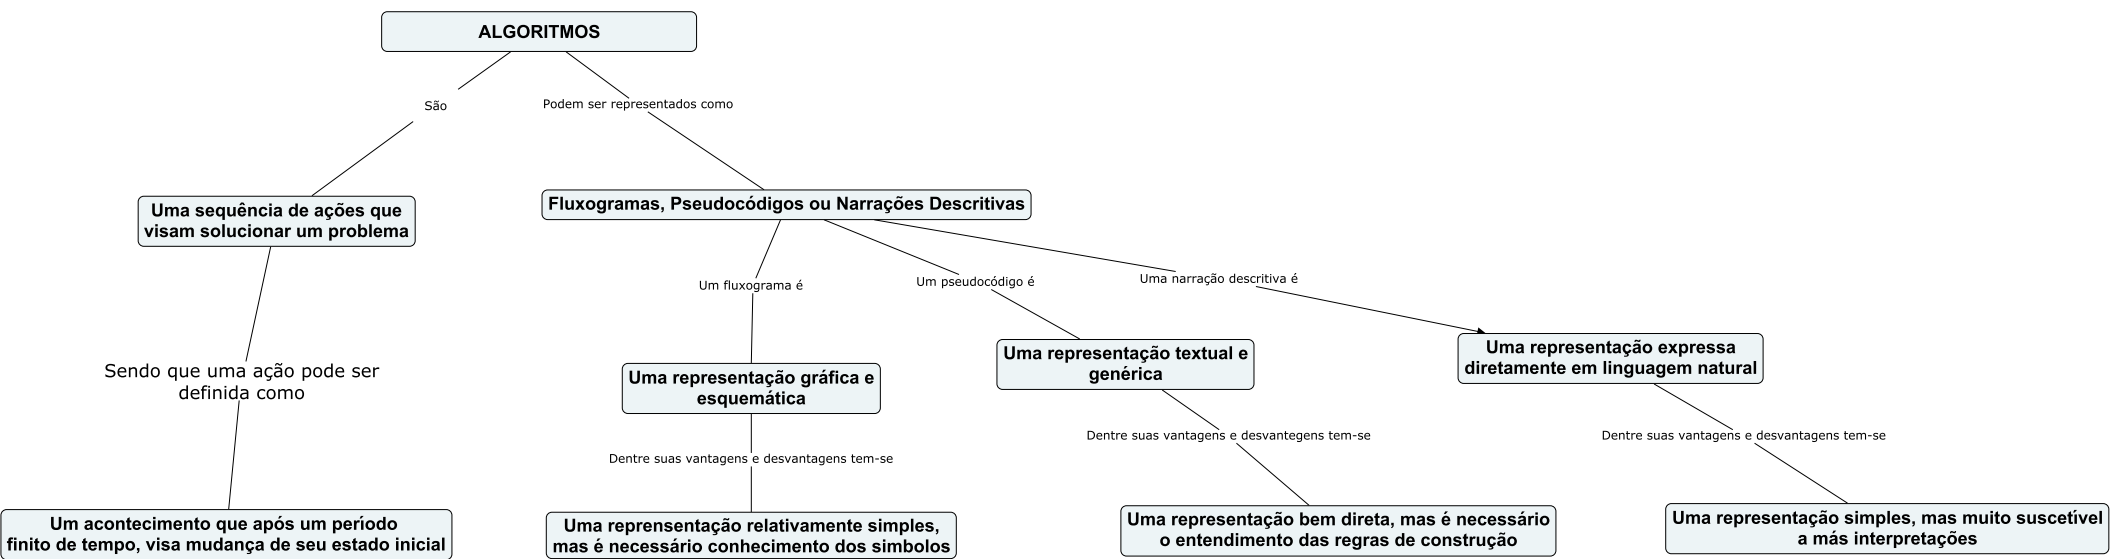 ALGORITMOS
São
Podem ser representados como
Uma sequência de ações que
visam solucionar um problema
Fluxogramas, Pseudocódigos ou Narrações Descritivas
Um fluxograma é
Um pseudocódigo é
Uma narração descritiva é
Sendo que uma ação pode ser
definida como
Uma representação gráfica e
esquemática
Uma representação textual e
genérica
Uma representação expressa
diretamente em linguagem natural
Dentre suas vantagens e desvantagens tem-se
Dentre suas vantagens e desvantegens tem-se
Dentre suas vantagens e desvantagens tem-se
Um acontecimento que após um período
finito de tempo, visa mudança de seu estado inicial
Uma reprensentação relativamente simples,
mas é necessário conhecimento dos simbolos
Uma representação bem direta, mas é necessário
o entendimento das regras de construção
Uma representação simples, mas muito suscetível
a más interpretações